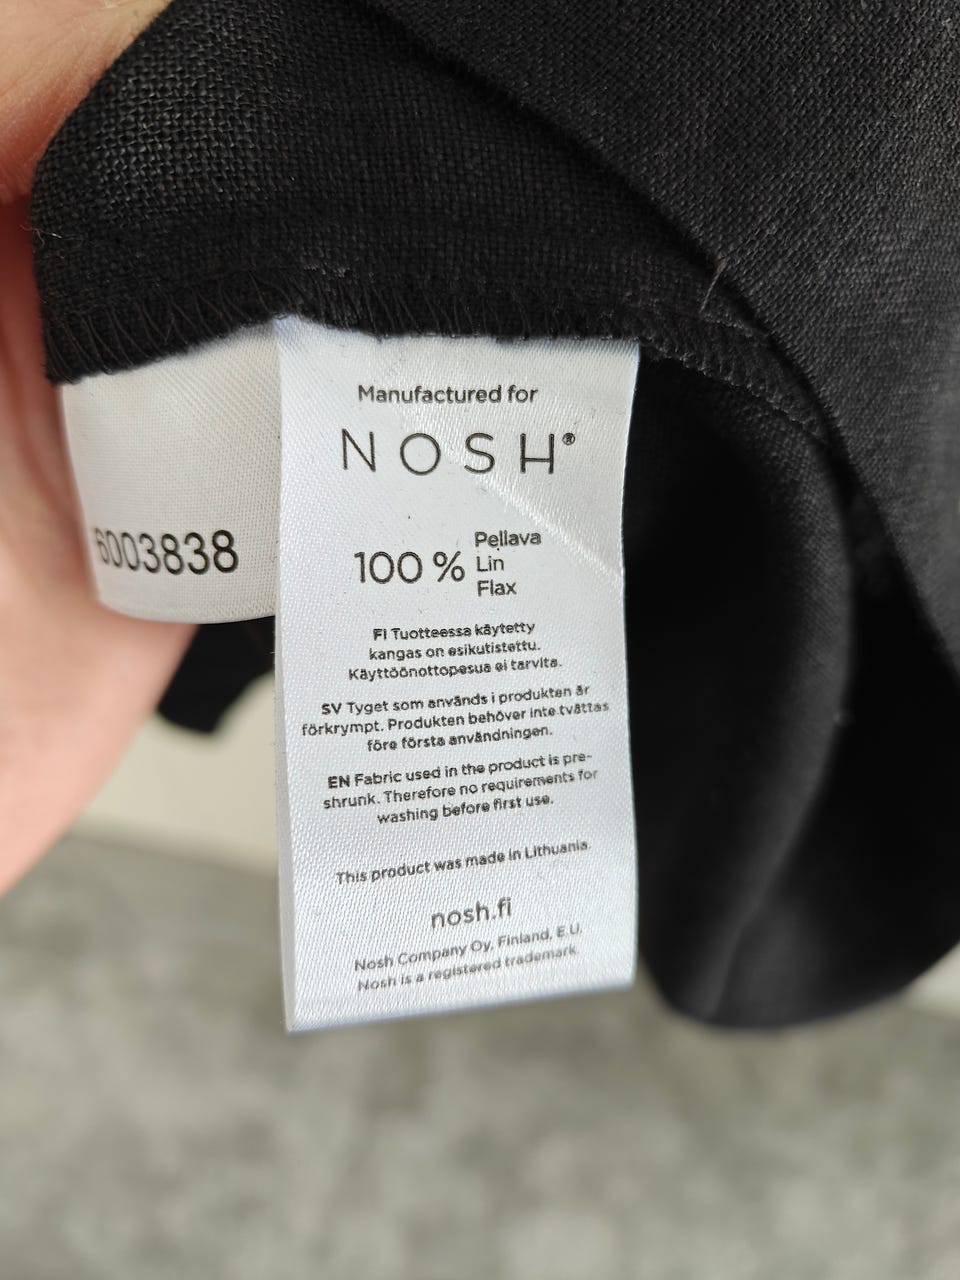 Manufactured for
NOSH®
100 % Pellava
Lin
Flax
FI Tuotteessa käytetty
kangas on esikutistettu.
Käyttöönottopesua ei tarvita.
SV Tyget som används i produkten är
förkrympt. Produkten behöver inte tvättas
före första användningen.
EN Fabric used in the product is pre-
shrunk. Therefore no requirements for
washing before first use.
This product was made in Lithuania.
nosh.fi
Nosh Company Oy, Finland, E.U.
Nosh is a registered trademark
6003838